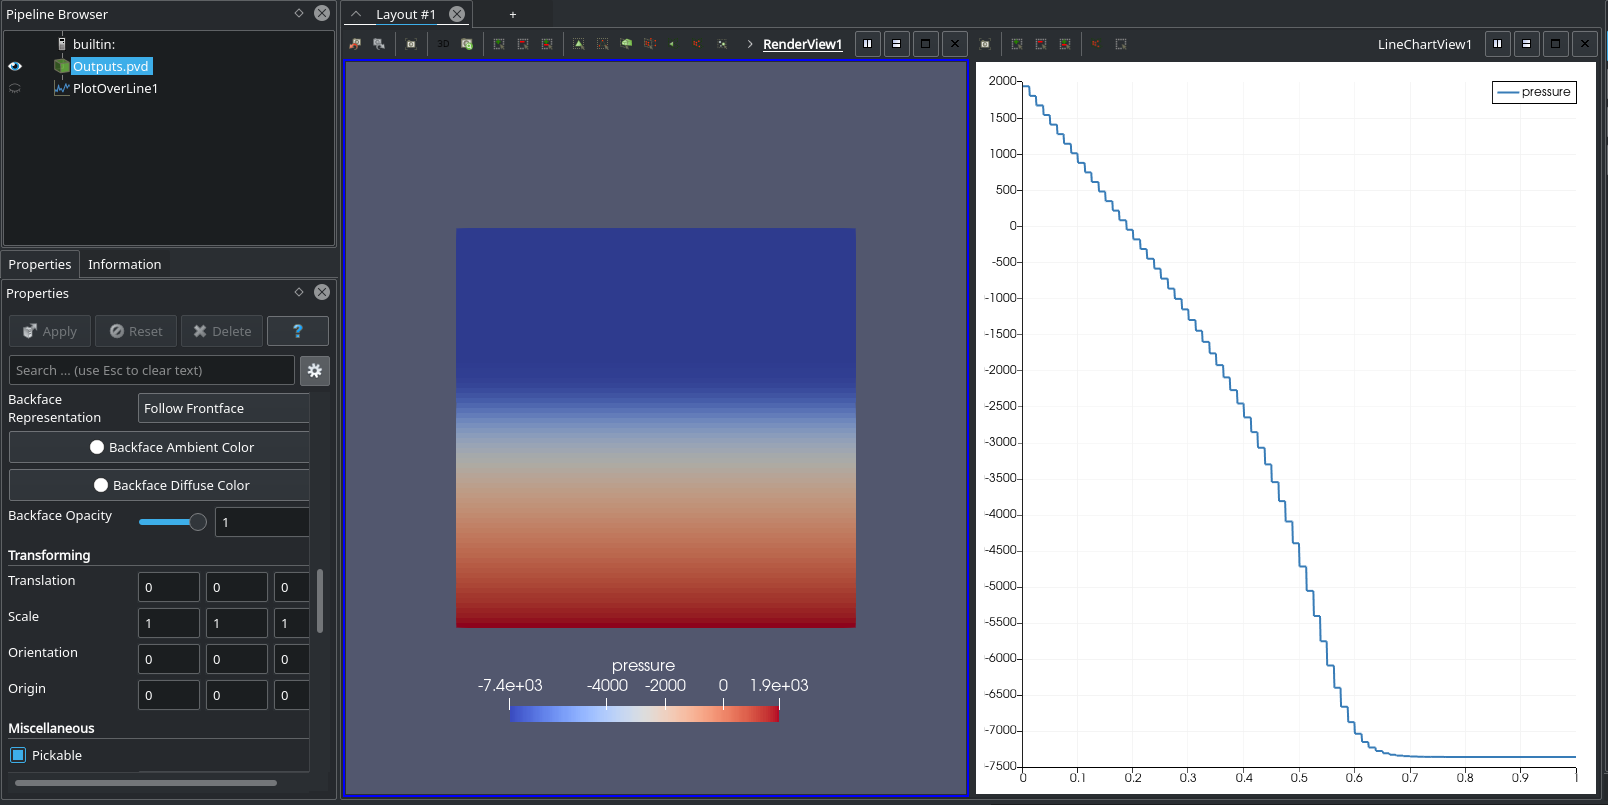 Pipeline Browser
builtin:
Outputs.pvd
PlotOverLine1
Properties
Information
Properties
Apply
Reset
Delete
?
Search ... (use Esc to clear text)
Backface
Representation
Follow Frontface
Backface Ambient Color
Backface Diffuse Color
Backface Opacity
1
Transforming
Translation
0
0
0
Scale
1
1
1
Orientation
0
0
0
Origin
0
0
0
Miscellaneous
Pickable
Layout #1
+
3D
RenderView1
pressure
-7.4e+03
-4000
-2000
0
1.9e+03
LineChartView1
pressure
2000
1500
1000
500
0
-500
-1000
-1500
-2000
-2500
-3000
-3500
-4000
-4500
-5000
-5500
-6000
-6500
-7000
-7500
0
0.1
0.2
0.3
0.4
0.5
0.6
0.7
0.8
0.9
1